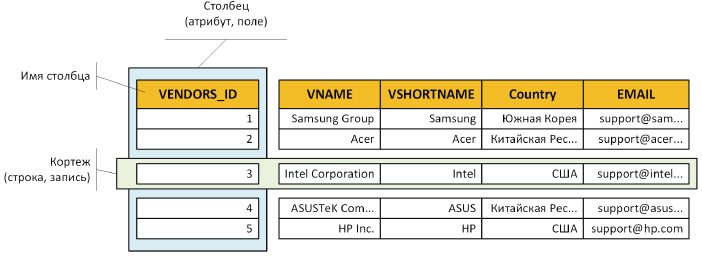 Столбец
(атрибут, поле)
Имя столбца
VENDORS_ID VNAME VSHORTNAME Country EMAIL
1 Samsung Group Samsung Южная Корея support@sam...
2 Acer Acer Китайская Рес... support@acer...
Кортеж
(строка, запись)
3 Intel Corporation Intel США support@intel...
4 ASUSTeK Com... ASUS Китайская Рес... support@asus...
5 HP Inc. HP США support@hp.com